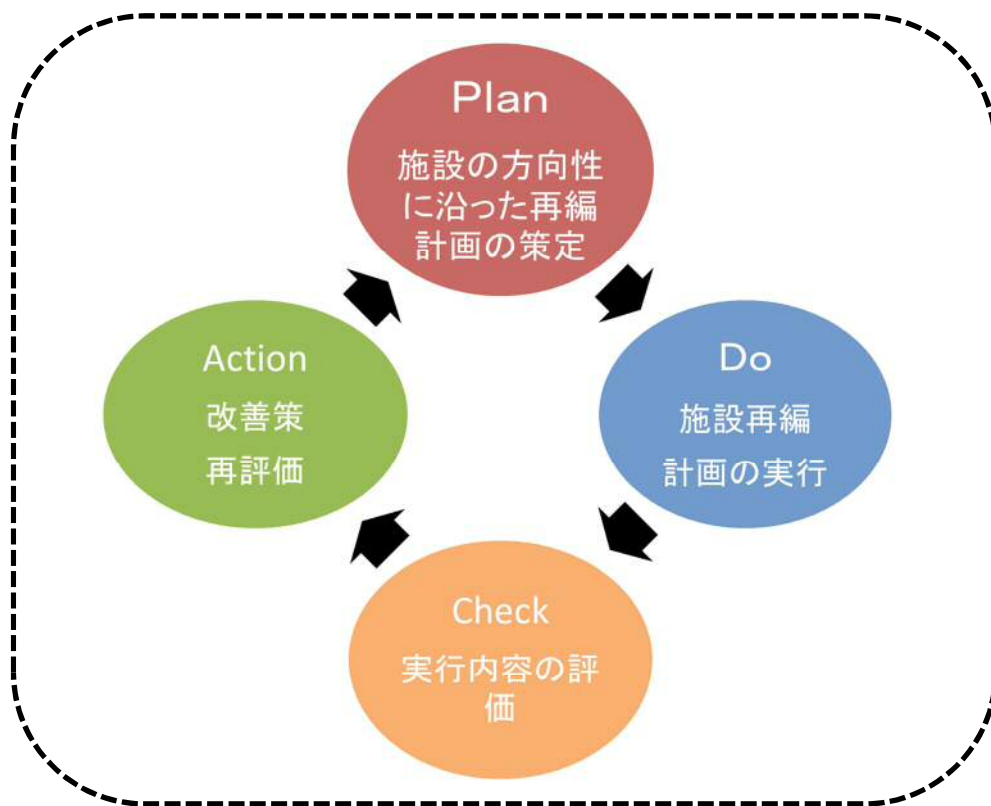 Plan
施設の方向性
に沿った再編
計画の策定
Action
改善策
再評価
Do
施設再編
計画の実行
Check
実行内容の評
価